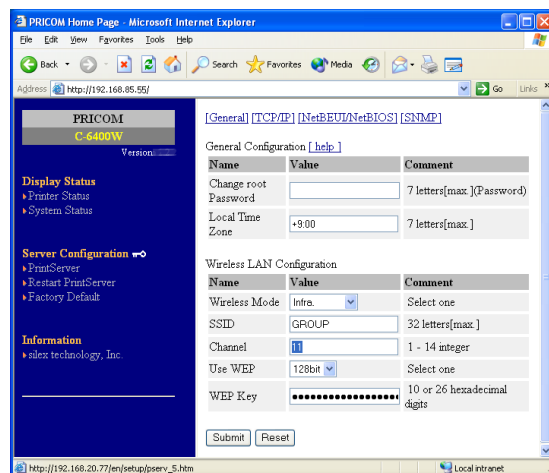 PRICOM Home Page - Microsoft Internet Explorer
File Edit View Favorites Tools Help
Back Search Favorites Media
Address http://192.168.85.55/ Go Links
PRICOM
C-6400W
Version:
Display Status
Printer Status
System Status
Server Configuration
PrintServer
Restart PrintServer
Factory Default
Information
silex technology, Inc.
[General] [TCP/IP] [NetBEUI/NetBIOS] [SNMP]
General Configuration [ help ]
Name Value Comment
Change root Password 7 letters[max.](Password)
Local Time Zone +9:00 7 letters[max.]
Wireless LAN Configuration
Name Value Comment
Wireless Mode Infra. Select one
SSID GROUP 32 letters[max.]
Channel 11 1 - 14 integer
Use WEP 128bit Select one
WEP Key ●●●●●●●●●●●●●●●●● 10 or 26 hexadecimal digits
Submit Reset
http://192.168.20.77/en/setup/pserv_S.htm Local intranet